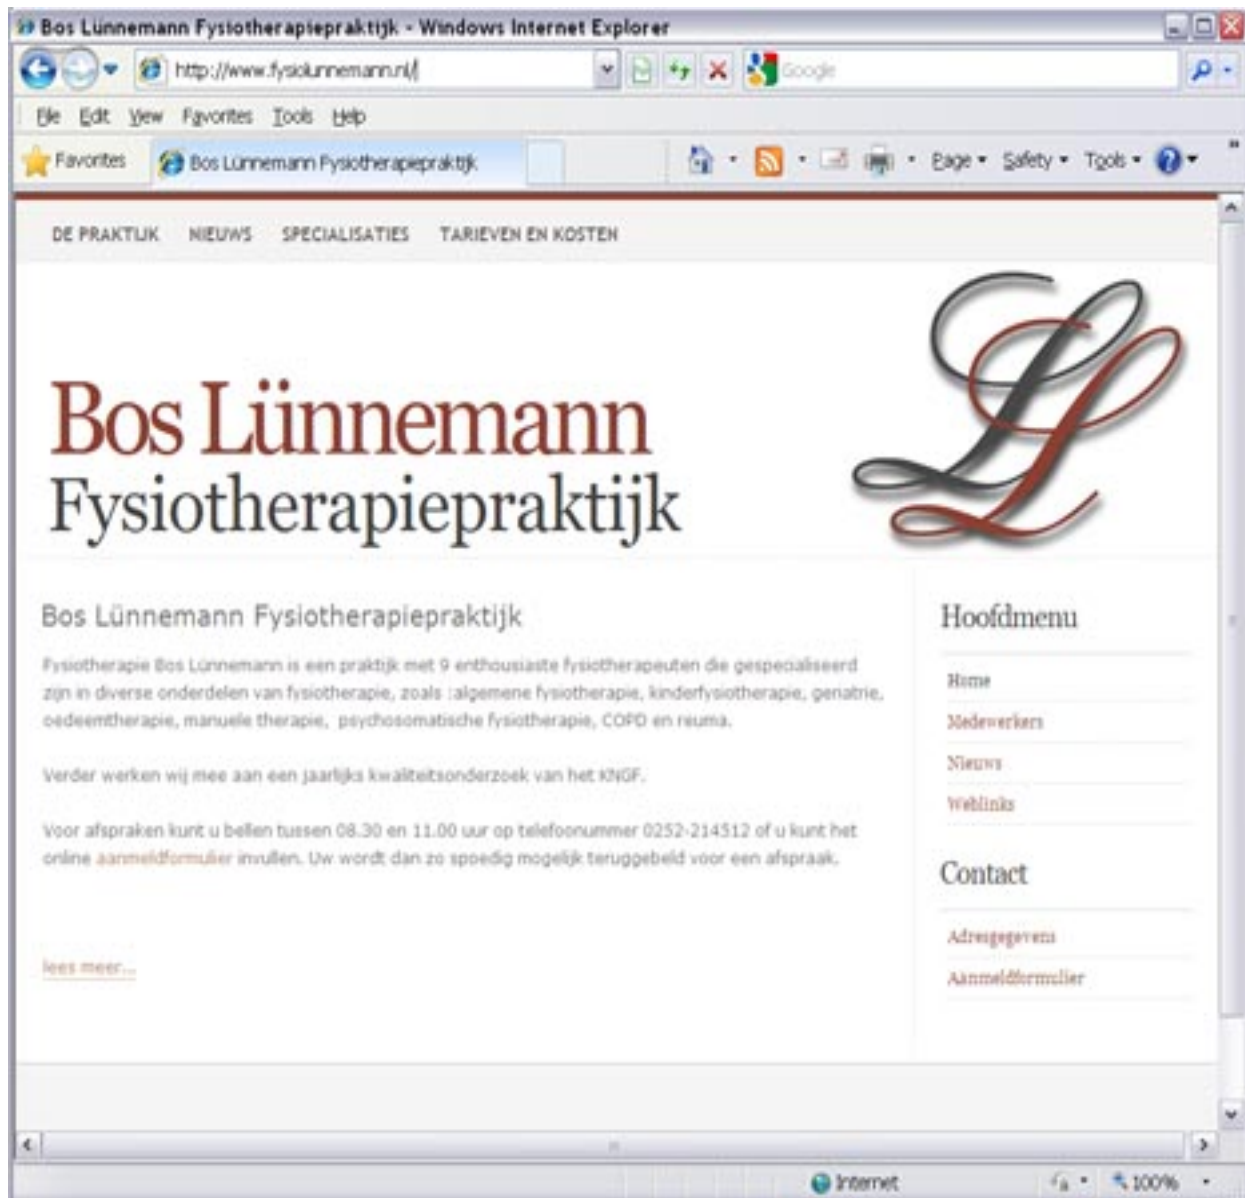 Bos Lünnemann Fysiotherapiepraktijk - Windows Internet Explorer
http://www.fysiolunnemann.nl/
Google
File Edit View Favorites Tools Help
Favorites Bos Lünnemann Fysiotherapiepraktijk Page Safety Tools
DE PRAKTIJK NIEUWS SPECIALISATIES TARIEVEN EN KOSTEN
LL
Bos Lünnemann
Fysiotherapiepraktijk
Bos Lünnemann Fysiotherapiepraktijk
Fysiotherapie Bos Lünnemann is een praktijk met 9 enthousiaste fysiotherapeuten die gespecialiseerd
zijn in diverse onderdelen van fysiotherapie, zoals :algemene fysiotherapie, kinderfysiotherapie, geriatrie,
oedeemtherapie, manuele therapie, psychosomatische fysiotherapie, COPD en reuma.
Verder werken wij mee aan een jaarlijks kwaliteitsonderzoek van het KNGF.
Voor afspraken kunt u bellen tussen 08.30 en 11.00 uur op telefoonummer 0252-214512 of u kunt het
online aanmeldformulier invullen. Uw wordt dan zo spoedig mogelijk teruggebeld voor een afspraak.
lees meer...
Hoofdmenu
Home
Medewerkers
Nieuws
Weblinks
Contact
Adresgegevens
Aanmeldformulier
Internet 100%